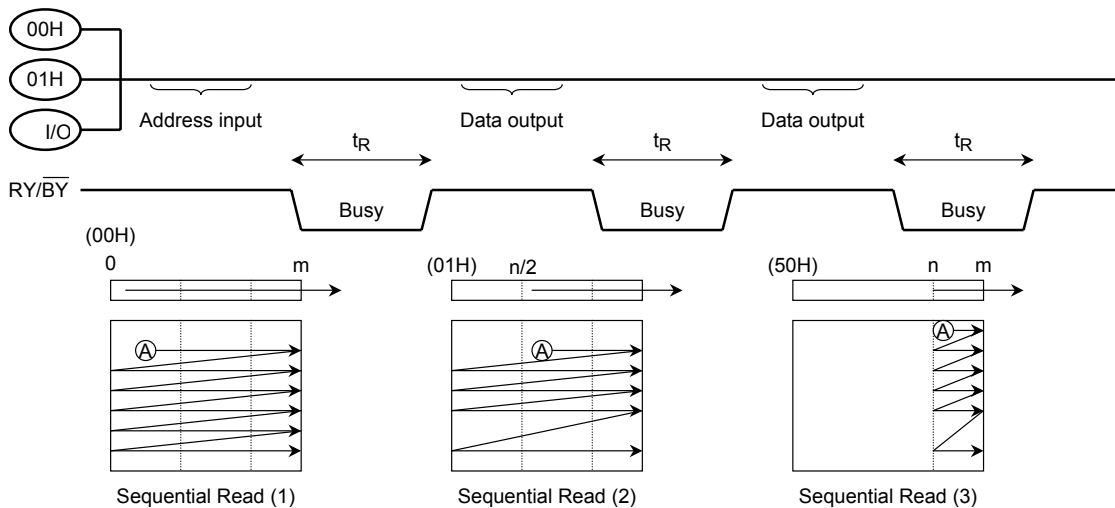 00H
01H
I/O
Address input
Data output
Data output
tR
tR
tR
RY/BY
Busy
Busy
Busy
(00H)
0
m
(01H)
n/2
(50H)
n
m
A
A
A
Sequential Read (1)
Sequential Read (2)
Sequential Read (3)